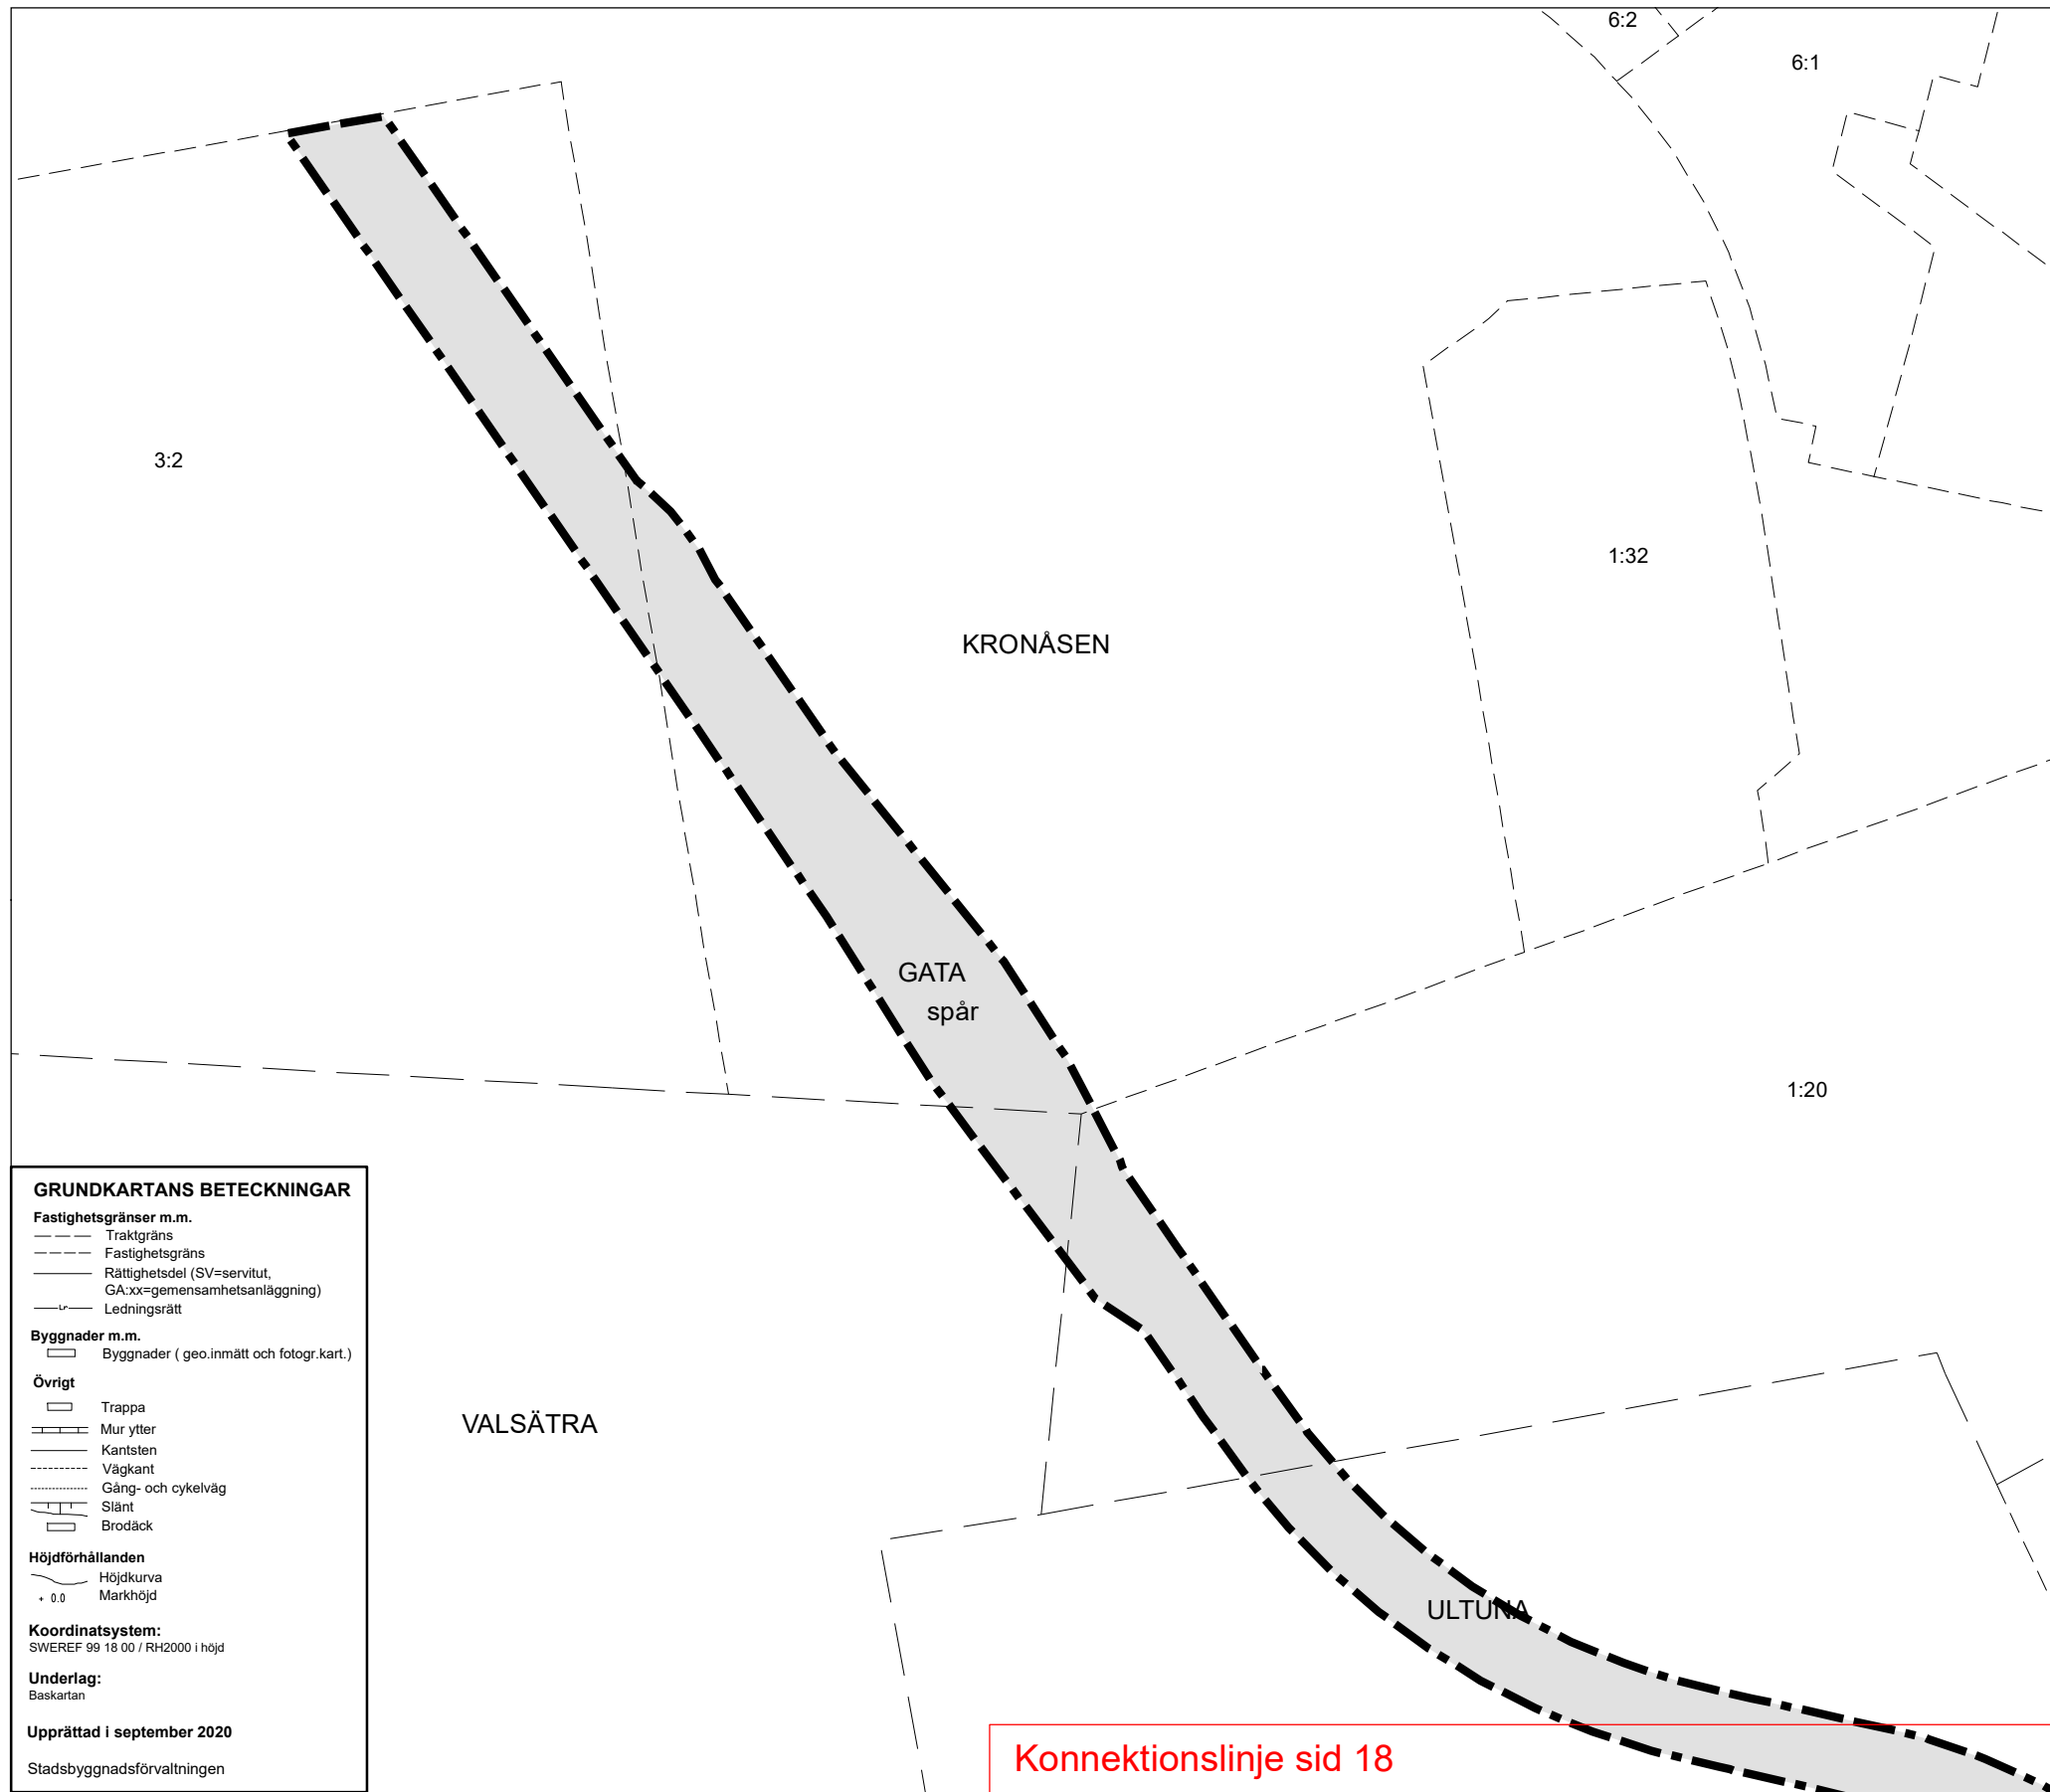 6:2
6:1
3:2
1:32
KRONÅSEN
GATA
spår
1:20
GRUNDKARTANS BETECKNINGAR
Fastighetsgränser m.m.
Traktgräns
Fastighetsgräns
Rättighetsdel (SV=servitut,
GA:xx=gemensamhetsanläggning)
Lr Ledningsrätt
Byggnader m.m.
Byggnader ( geo.inmätt och fotogr.kart.)
Övrigt
Trappa
Mur ytter
Kantsten
Vägkant
Gång- och cykelväg
Slänt
Brodäck
Höjdförhållanden
Höjdkurva
+ 0.0 Markhöjd
Koordinatsystem:
SWEREF 99 18 00 / RH2000 i höjd
Underlag:
Baskartan
Upprättad i september 2020
Stadsbyggnadsförvaltningen
VALSÄTRA
ULTUNA
Konnektionslinje sid 18